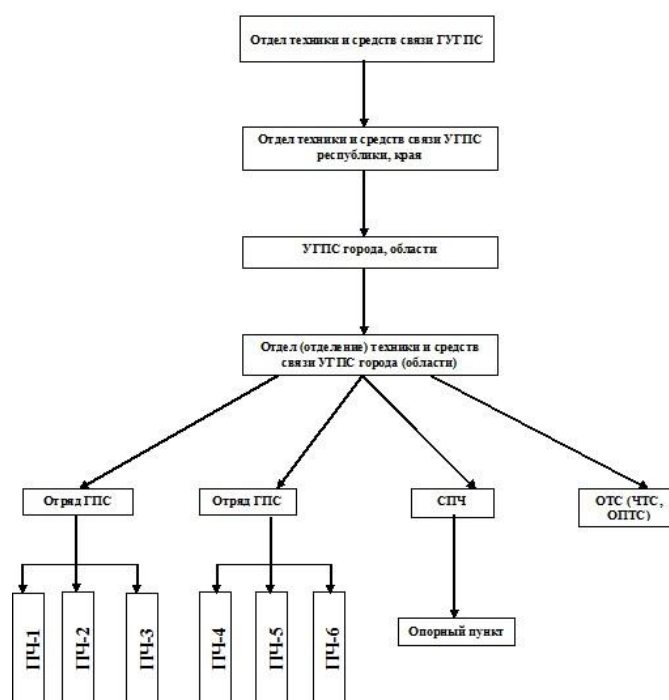 Отдел техники и средств связи ГУГПС
Отдел техники и средств связи УГПС
республики, края
УГПС города, области
Отдел (отделение) техники и средств
связи УГПС города (области)
Отряд ГПС
Отряд ГПС
СПЧ
ОТС (ЧТС,
ОПТС)
ПЧ-1
ПЧ-2
ПЧ-3
ПЧ-4
ПЧ-5
ПЧ-6
Опорный пункт